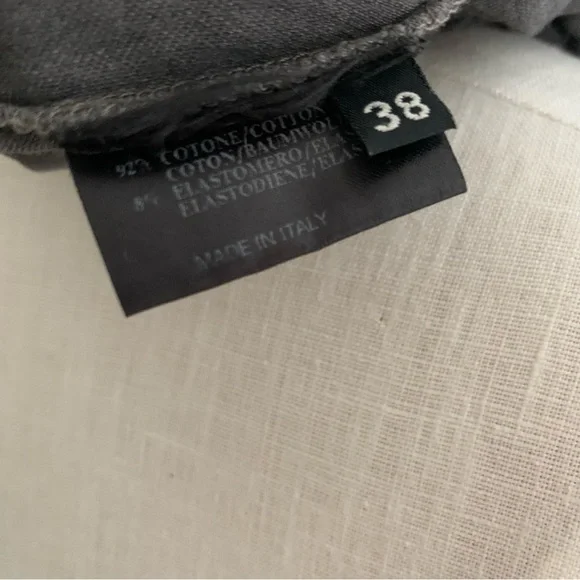 38
92% COTONE/COTTON
COTON/BAUMWOL
8% ELASTOMERO/ELA
ELASTODIENE/ELAS
MADE IN ITALY